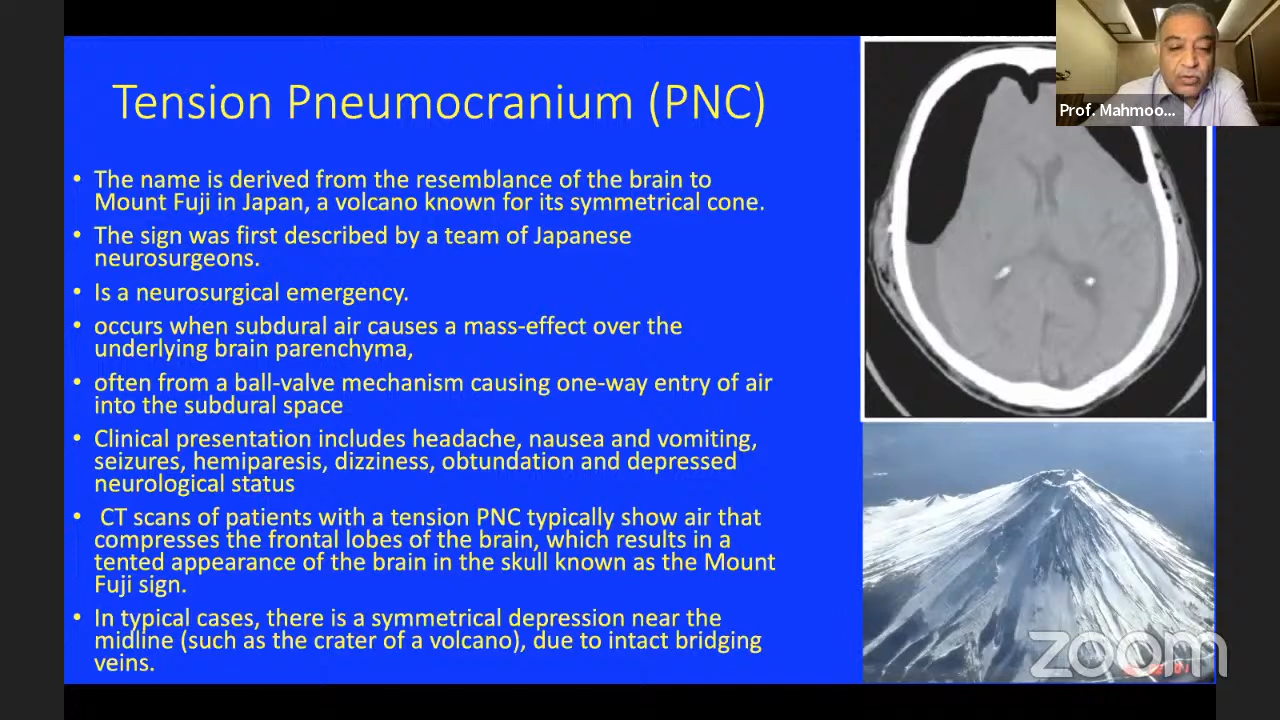 Prof. Mahmoo...
Tension Pneumocranium (PNC)
• The name is derived from the resemblance of the brain to
Mount Fuji in Japan, a volcano known for its symmetrical cone.
• The sign was first described by a team of Japanese
neurosurgeons.
• Is a neurosurgical emergency.
• occurs when subdural air causes a mass-effect over the
underlying brain parenchyma,
• often from a ball-valve mechanism causing one-way entry of air
into the subdural space
• Clinical presentation includes headache, nausea and vomiting,
seizures, hemiparesis, dizziness, obtundation and depressed
neurological status
• CT scans of patients with a tension PNC typically show air that
compresses the frontal lobes of the brain, which results in a
tented appearance of the brain in the skull known as the Mount
Fuji sign.
• In typical cases, there is a symmetrical depression near the
midline (such as the crater of a volcano), due to intact bridging
veins.
zoom